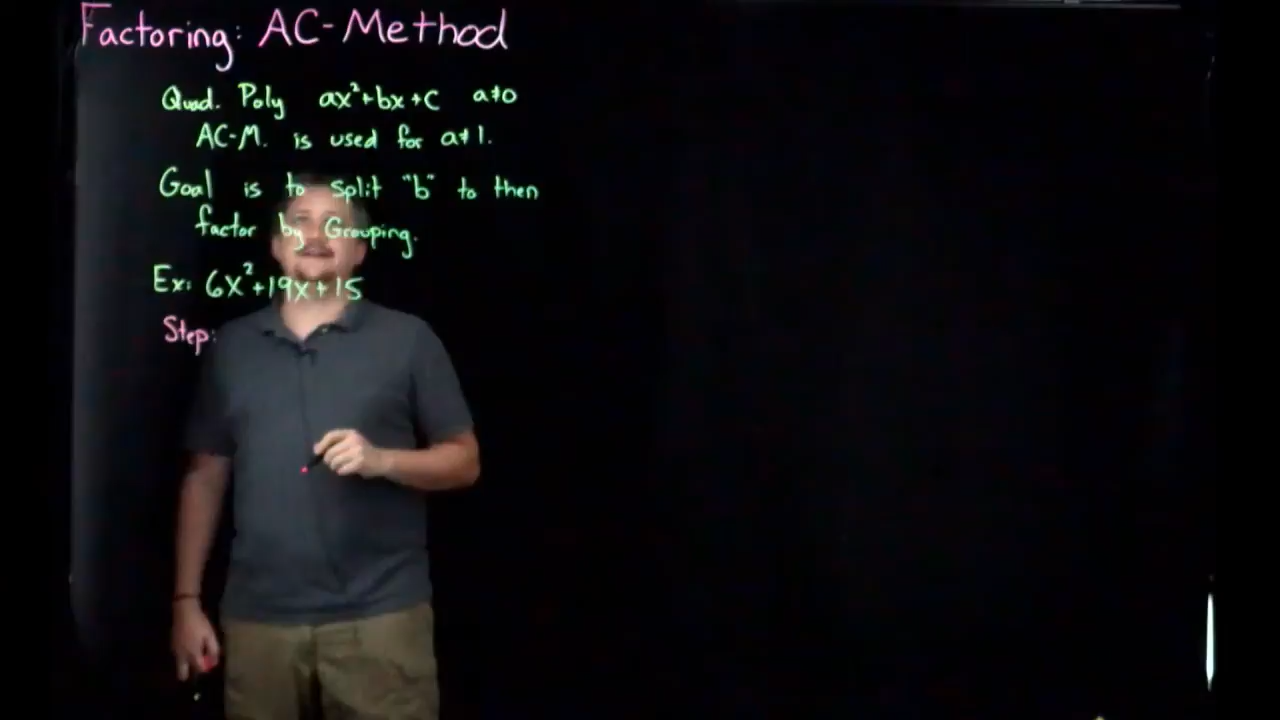 Factoring: AC-Method
Quad. Poly ax²+bx+c a≠0
AC-M. is used for a≠1.
Goal is to split "b" to then
factor by Grouping.
Ex: 6x²+19x+15
Step: